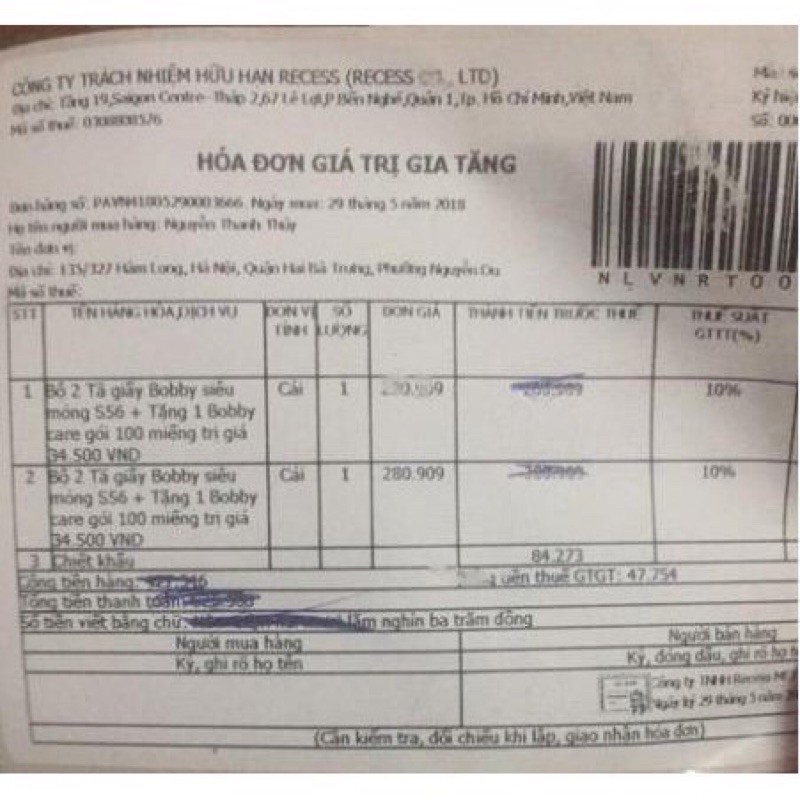 CÔNG TY TRÁCH NHIỆM HỮU HẠN RECESS (RECESS LTD)
Địa chỉ: Tầng 19,Saigon Centre- Tháp 2,67 Lê Lợi,P Bến Nghé,Quận 1,Tp. Hồ Chí Minh,Việt Nam
Ký hiệu
Mã số thuế:
Số: 00
HÓA ĐƠN GIÁ TRỊ GIA TĂNG
Đơn hàng số: Ngày mua: 29 tháng 5 năm 2018
Họ tên người mua hàng: Nguyễn Thanh Thủy
Tên đơn vị:
Địa chỉ: 135/327 Hàm Long, Hà Nội, Quận Hai Bà Trưng, Phường Nguyễn Du
NLVNRT00
Mã số thuế:
STT TÊN HÀNG HÓA,DỊCH VỤ ĐƠN VỊ TÍNH SỐ LƯỢNG ĐƠN GIÁ THÀNH TIỀN TRƯỚC THUẾ THUẾ SUẤT GTGT(%)
1 Bộ 2 Tã giấy Bobby siêu Cái 1 10%
mỏng S56 + Tặng 1 Bobby
care gói 100 miếng trị giá
34.500 VND
2 Bộ 2 Tã giấy Bobby siêu Cái 1 280.909 10%
mỏng S56 + Tặng 1 Bobby
care gói 100 miếng trị giá
34.500 VND
3 Chiết khấu 84.273
Cộng tiền hàng: thuế GTGT: 47.754
Tổng tiền thanh toán:
Số tiền viết bằng chữ: lăm nghìn ba trăm đồng
Người mua hàng Người bán hàng
Ký, ghi rõ họ tên Ký, đóng dấu, ghi rõ họ
Công ty TNHH Recess
Ngày ký 29 tháng 5 năm
(Cần kiểm tra, đối chiếu khi lập, giao nhận hóa đơn)